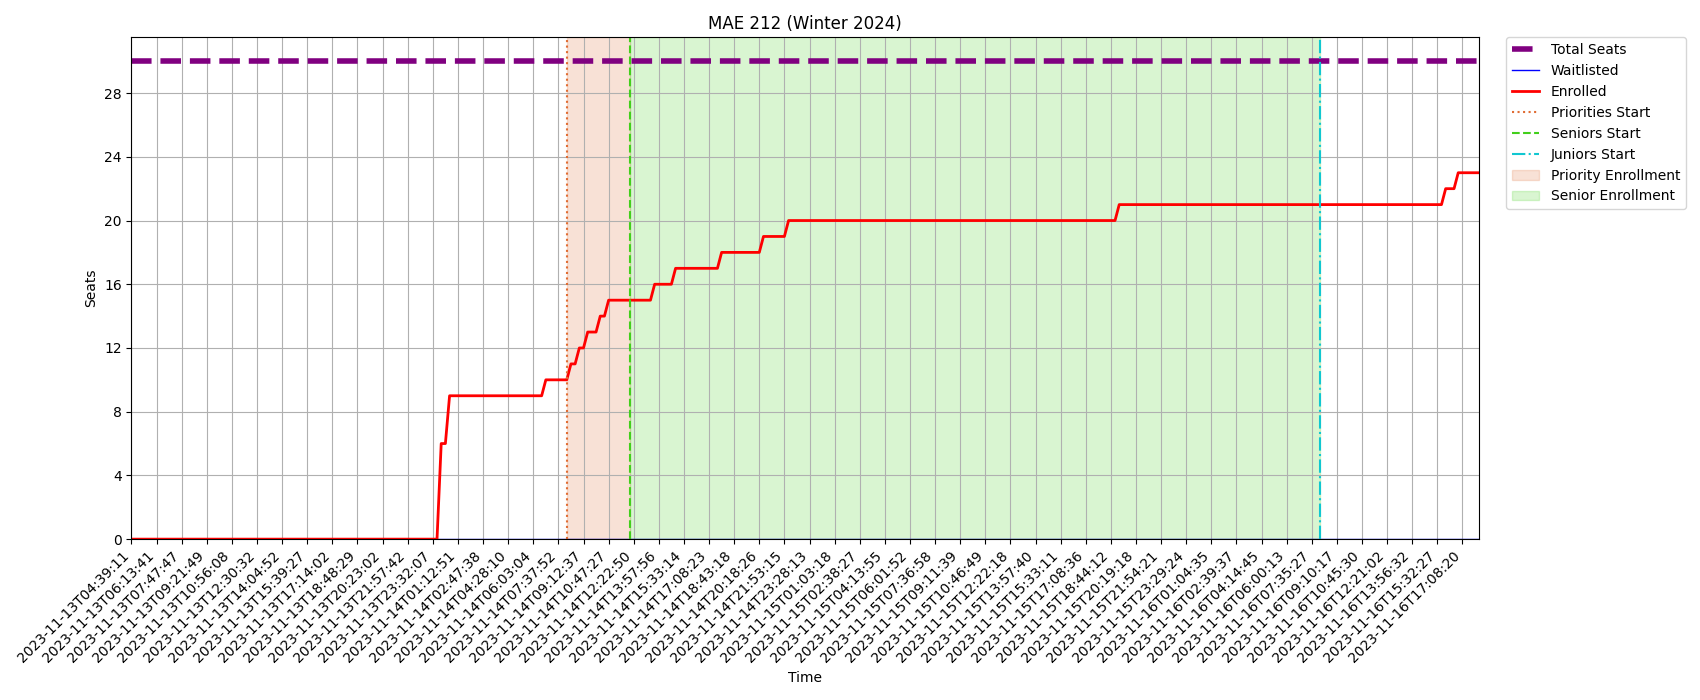 MAE 212 (Winter 2024)
Total Seats
Waitlisted
Enrolled
Priorities Start
Seniors Start
Juniors Start
Priority Enrollment
Senior Enrollment
Seats
28
24
20
16
12
8
4
0
2023-11-13T04:39:11
2023-11-13T06:13:41
2023-11-13T07:47:47
2023-11-13T09:21:49
2023-11-13T10:56:08
2023-11-13T12:30:32
2023-11-13T14:04:52
2023-11-13T15:39:27
2023-11-13T17:14:02
2023-11-13T18:48:29
2023-11-13T20:23:02
2023-11-13T21:57:42
2023-11-13T23:32:07
2023-11-14T01:12:51
2023-11-14T02:47:38
2023-11-14T04:28:10
2023-11-14T06:03:04
2023-11-14T07:37:52
2023-11-14T09:12:37
2023-11-14T10:47:27
2023-11-14T12:22:50
2023-11-14T13:57:56
2023-11-14T15:33:14
2023-11-14T17:08:23
2023-11-14T18:43:18
2023-11-14T20:18:26
2023-11-14T21:53:15
2023-11-14T23:28:13
2023-11-15T01:03:18
2023-11-15T02:38:27
2023-11-15T04:13:55
2023-11-15T06:01:52
2023-11-15T07:36:58
2023-11-15T09:11:39
2023-11-15T10:46:49
2023-11-15T12:22:18
2023-11-15T13:57:40
2023-11-15T15:33:11
2023-11-15T17:08:36
2023-11-15T18:44:12
2023-11-15T20:19:18
2023-11-15T21:54:21
2023-11-15T23:29:24
2023-11-16T01:04:35
2023-11-16T02:39:37
2023-11-16T04:14:45
2023-11-16T06:00:13
2023-11-16T07:35:27
2023-11-16T09:10:17
2023-11-16T10:45:30
2023-11-16T12:21:02
2023-11-16T13:56:32
2023-11-16T15:32:27
2023-11-16T17:08:20
Time